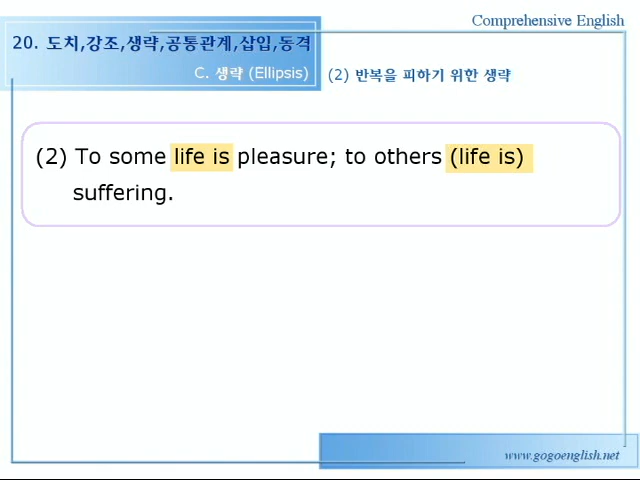 Comprehensive English
20. 도치,강조,생략,공통관계,삽입,동격
C. 생략 (Ellipsis)
(2) 반복을 피하기 위한 생략
(2) To some life is pleasure; to others (life is)
suffering.
www.gogoenglish.net